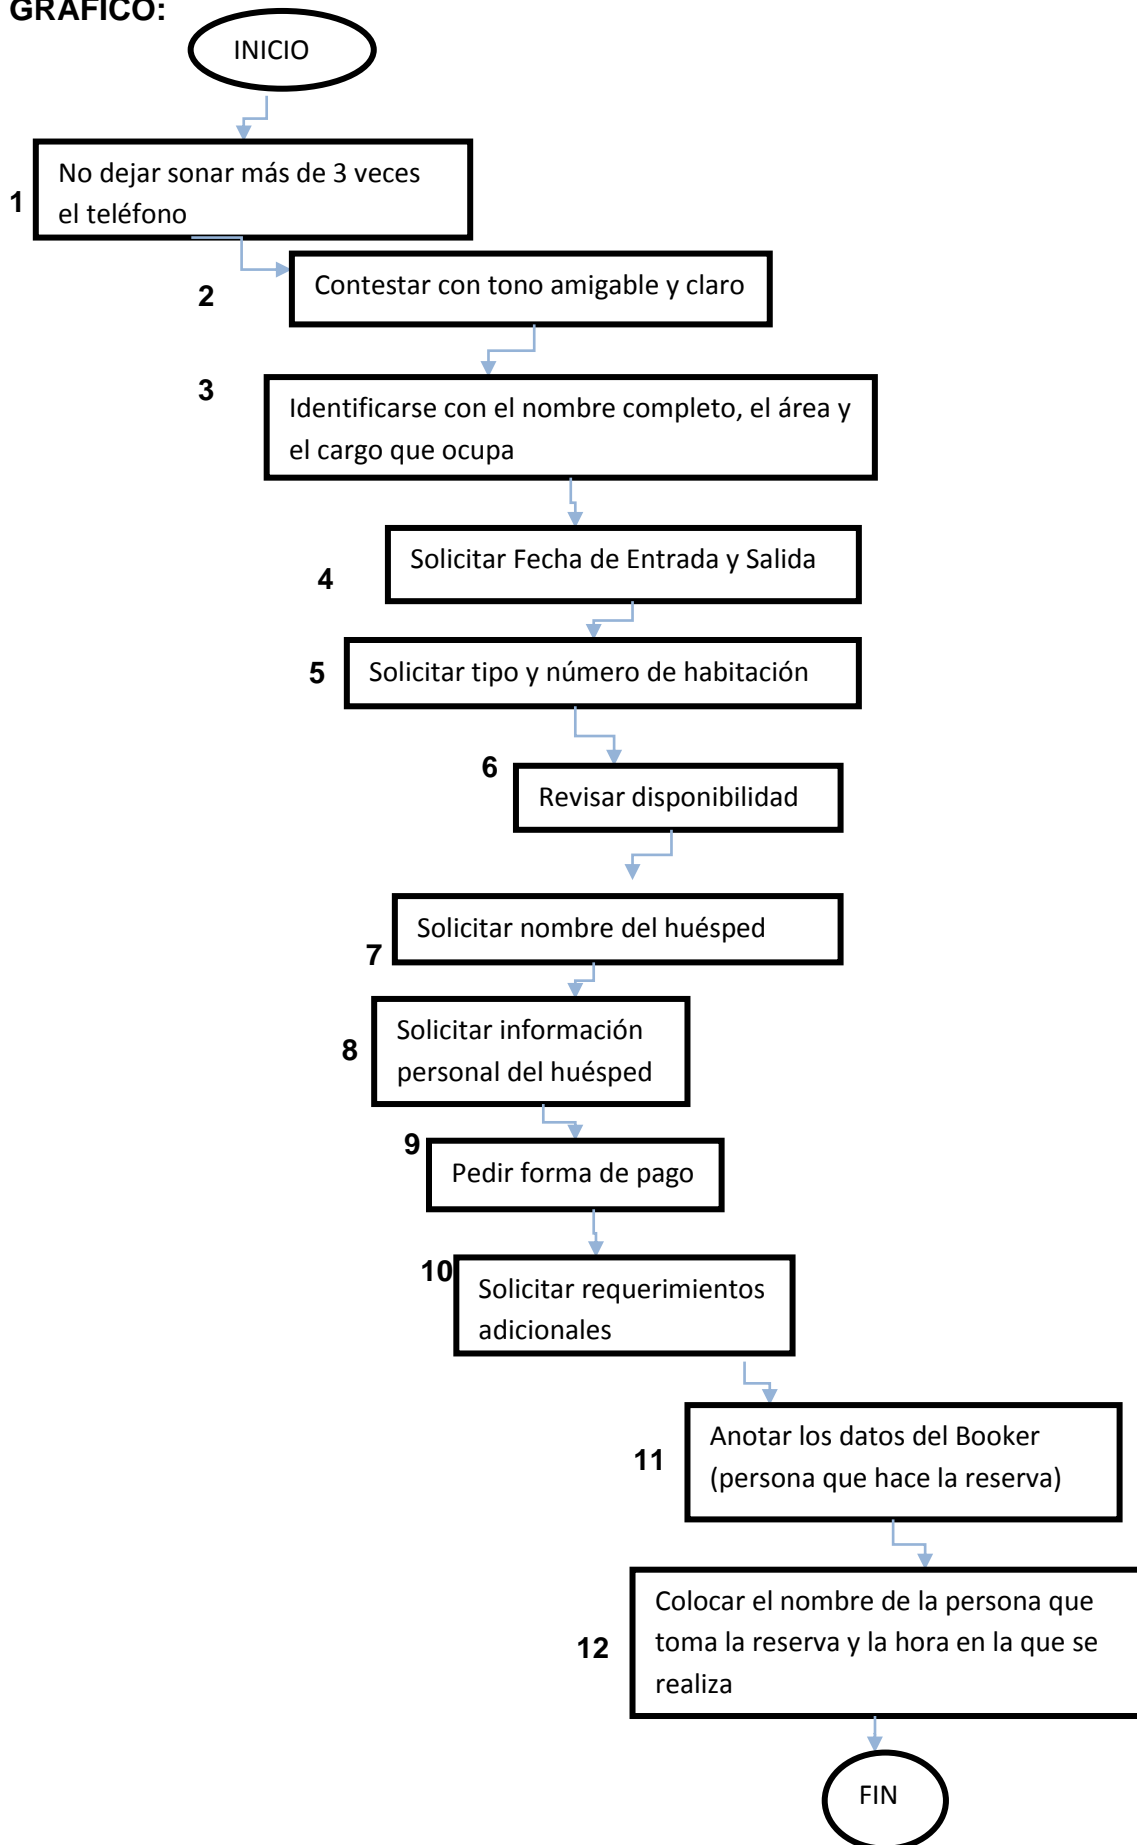 GRÁFICO:
INICIO
1
No dejar sonar más de 3 veces
el teléfono
2
Contestar con tono amigable y claro
3
Identificarse con el nombre completo, el área y
el cargo que ocupa
4
Solicitar Fecha de Entrada y Salida
5
Solicitar tipo y número de habitación
6
Revisar disponibilidad
7
Solicitar nombre del huésped
8
Solicitar información
personal del huésped
9
Pedir forma de pago
10
Solicitar requerimientos
adicionales
11
Anotar los datos del Booker
(persona que hace la reserva)
12
Colocar el nombre de la persona que
toma la reserva y la hora en la que se
realiza
FIN